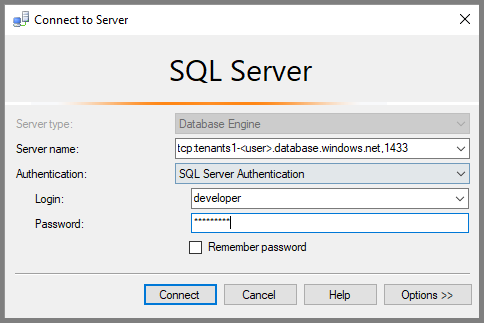 Connect to Server
SQL Server
Server type: Database Engine
Server name: tcp:tenants1-<user>.database.windows.net,1433
Authentication: SQL Server Authentication
Login: developer
Password: *********
Remember password
Connect Cancel Help Options >>